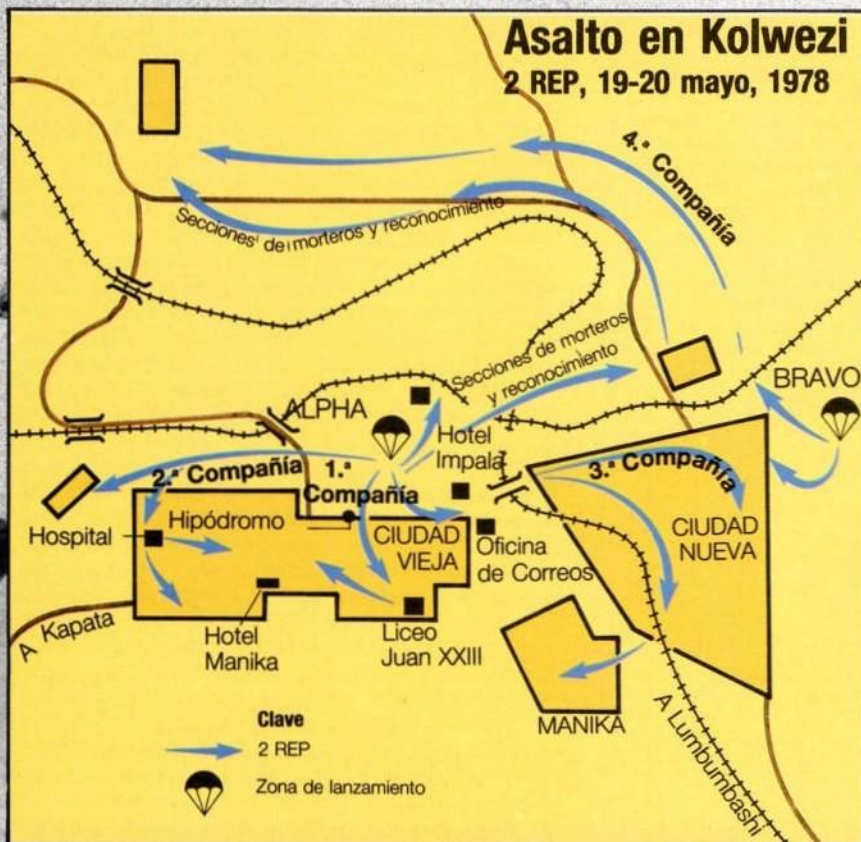 Asalto en Kolwezi
2 REP, 19-20 mayo, 1978
4.ª Compañía
Secciones de morteros y reconocimiento
Secciones de morteros
y reconocimiento
BRAVO
ALPHA
Hotel
Impala
2.ª Compañía
1.ª
Compañía
3.ª Compañía
Hipódromo
Hospital
CIUDAD
VIEJA
Oficina
de Correos
CIUDAD
NUEVA
A Kapata
Hotel
Manika
Liceo
Juan XXIII
MANIKA
A Lumbumbashi
Clave
2 REP
Zona de lanzamiento